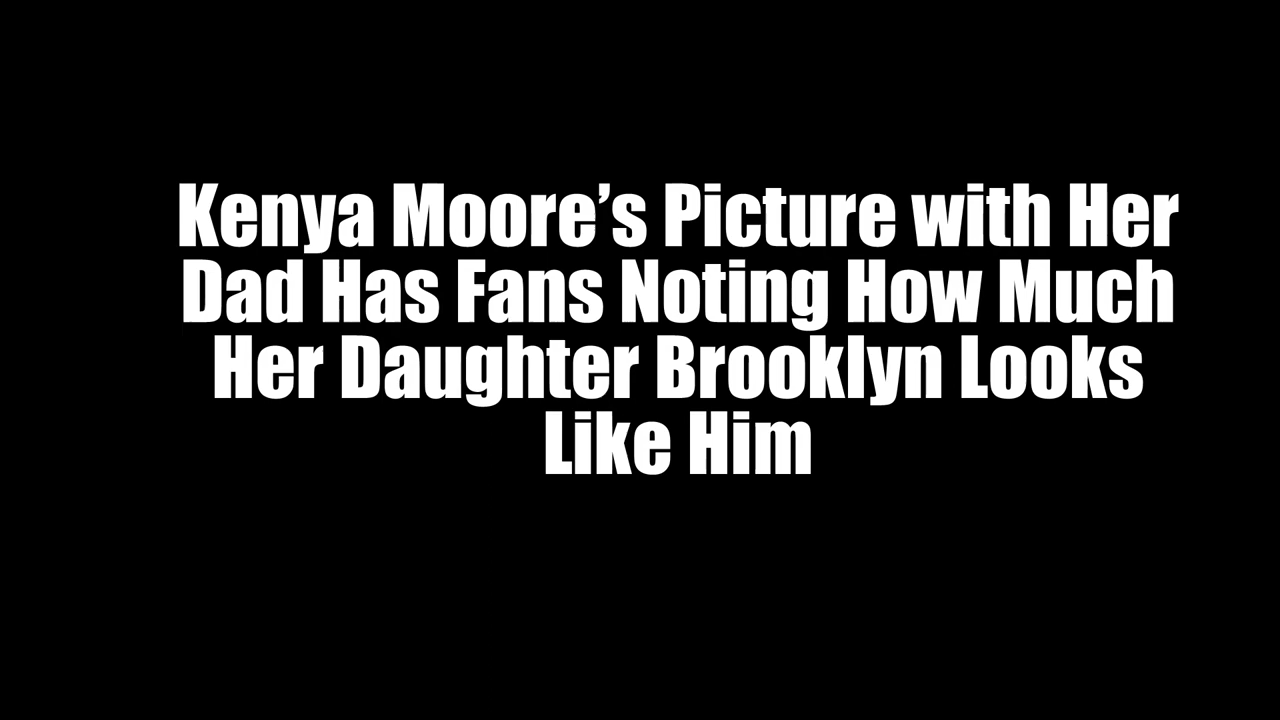 Kenya Moore’s Picture with Her
Dad Has Fans Noting How Much
Her Daughter Brooklyn Looks
Like Him